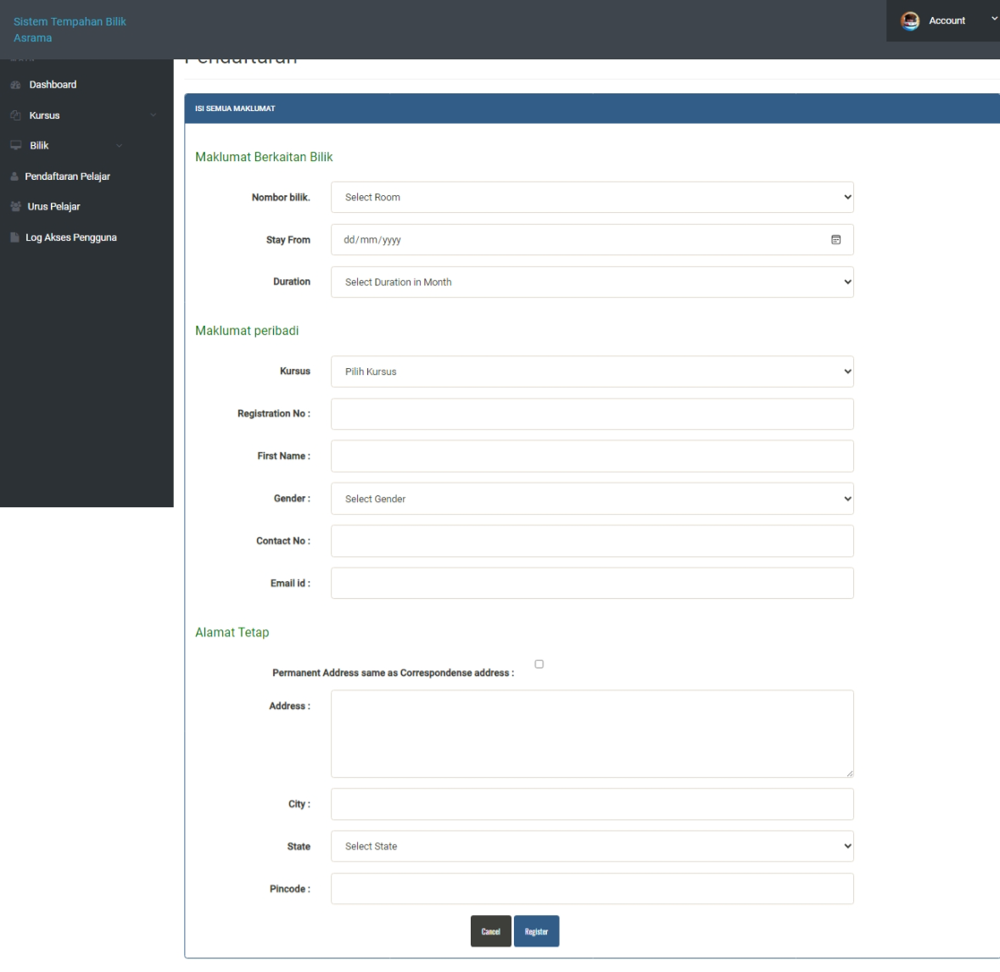 Sistem Tempahan Bilik
Asrama
Account
Pendaftaran
Dashboard
Kursus
Bilik
Pendaftaran Pelajar
Urus Pelajar
Log Akses Pengguna
ISI SEMUA MAKLUMAT
Maklumat Berkaitan Bilik
Nombor bilik. Select Room
Stay From dd/mm/yyyy
Duration Select Duration in Month
Maklumat peribadi
Kursus Pilih Kursus
Registration No :
First Name :
Gender : Select Gender
Contact No :
Email id :
Alamat Tetap
Permanent Address same as Correspondense address :
Address :
City :
State Select State
Pincode :
Cancel Register